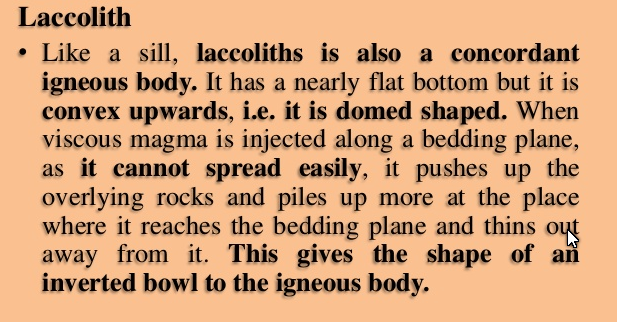 Laccolith
• Like a sill, laccoliths is also a concordant
igneous body. It has a nearly flat bottom but it is
convex upwards, i.e. it is domed shaped. When
viscous magma is injected along a bedding plane,
as it cannot spread easily, it pushes up the
overlying rocks and piles up more at the place
where it reaches the bedding plane and thins out
away from it. This gives the shape of an
inverted bowl to the igneous body.